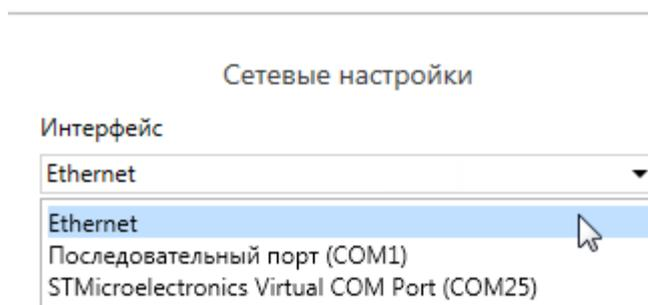 Сетевые настройки
Интерфейс
Ethernet
Ethernet
Последовательный порт (COM1)
STMicroelectronics Virtual COM Port (COM25)